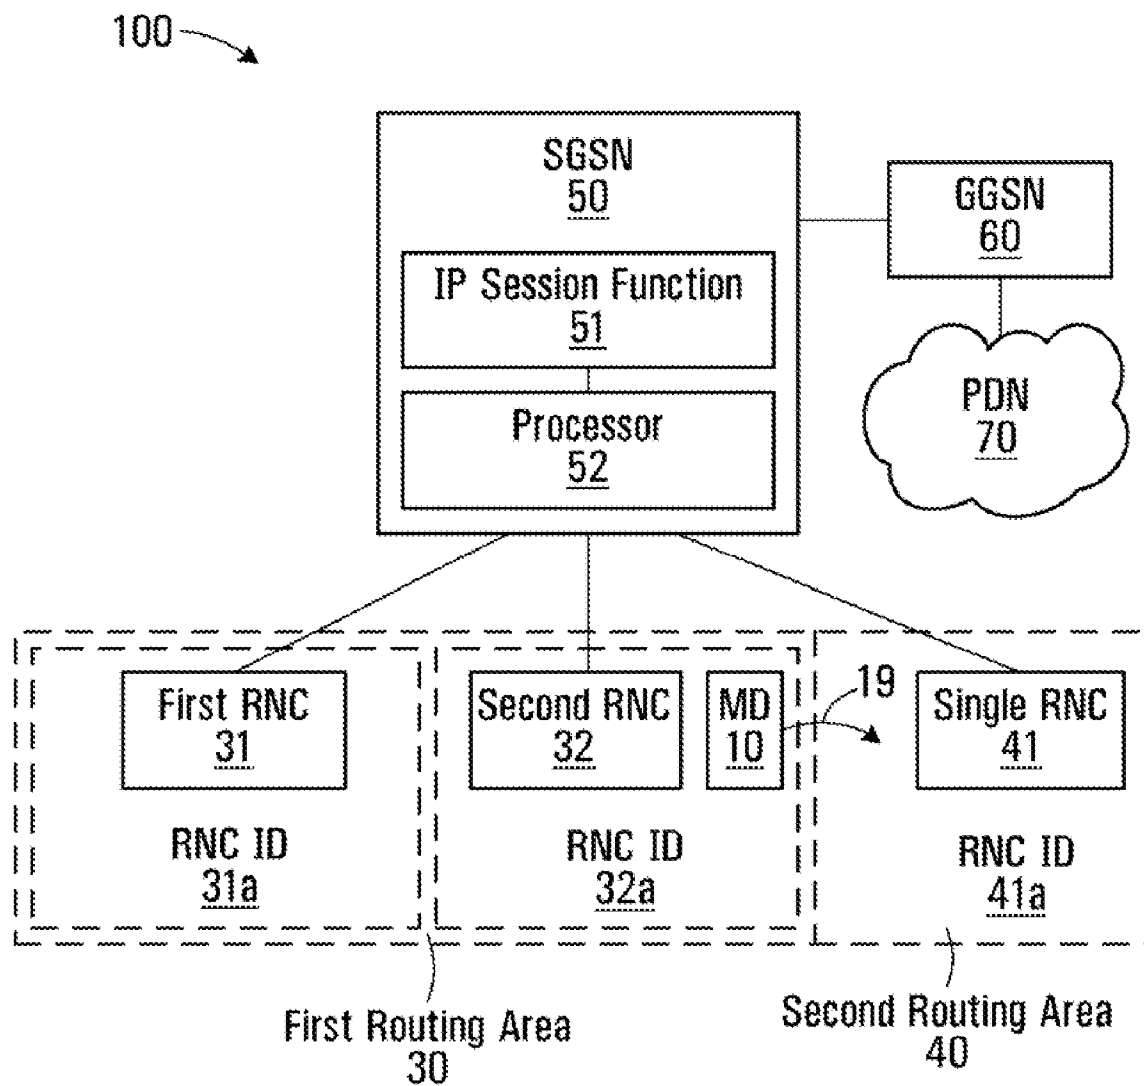 100
SGSN
50
GGSN
60
IP Session Function
51
Processor
52
PDN
70
First RNC
31
Second RNC
32
MD
10
19
Single RNC
41
RNC ID
31a
RNC ID
32a
RNC ID
41a
First Routing Area
30
Second Routing Area
40